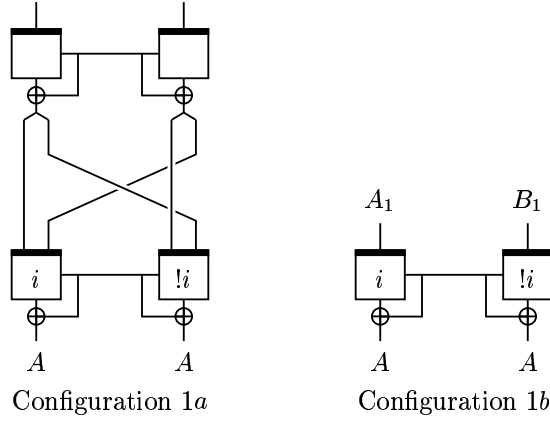 A₁ B₁
i !i i !i
A A A A
Configuration 1a Configuration 1b